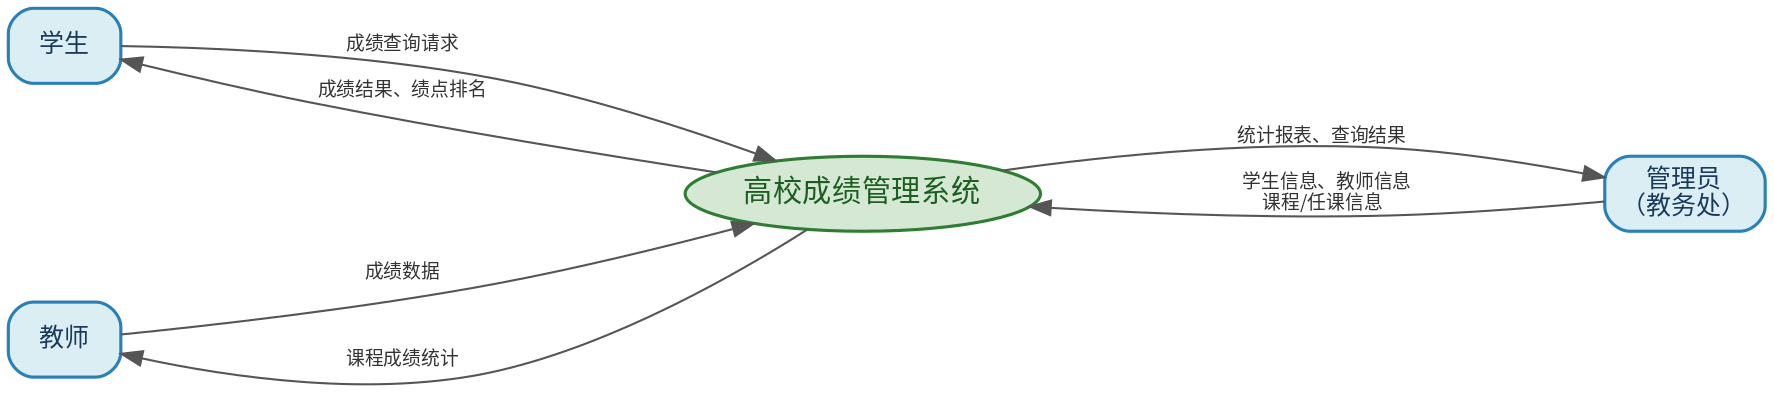 学生
成绩查询请求
成绩结果、绩点排名
高校成绩管理系统
统计报表、查询结果
学生信息、教师信息
课程/任课信息
管理员
（教务处）
成绩数据
教师
课程成绩统计